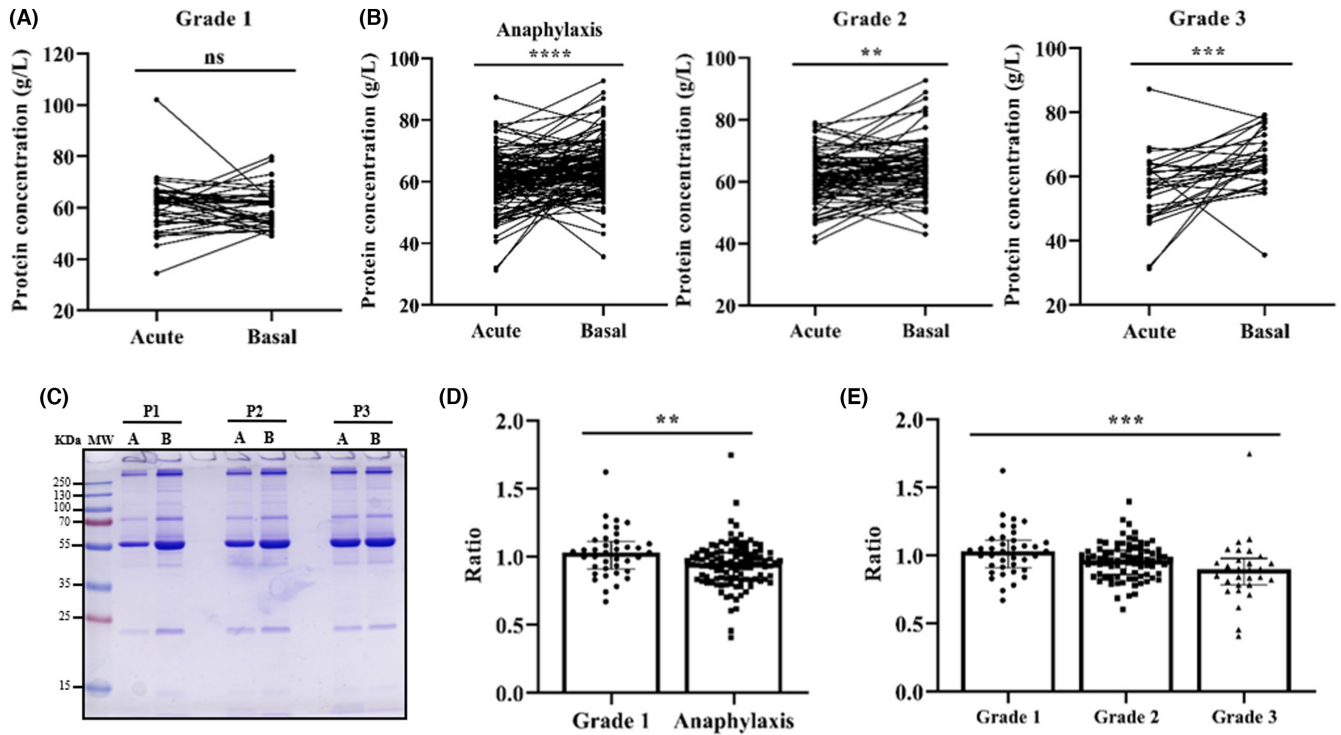 (A)
Grade 1
ns
Protein concentration (g/L)
120
100
80
60
40
20
Acute Basal
(B)
Anaphylaxis
****
Protein concentration (g/L)
100
80
60
40
20
Acute Basal
Grade 2
**
Protein concentration (g/L)
100
80
60
40
20
Acute Basal
Grade 3
***
Protein concentration (g/L)
100
80
60
40
20
Acute Basal
(C)
P1 P2 P3
KDa MW A B A B A B
250
130
100
70
55
35
25
15
(D)
**
Ratio
2.0
1.5
1.0
0.5
0.0
Grade 1 Anaphylaxis
(E)
***
Ratio
2.0
1.5
1.0
0.5
0.0
Grade 1 Grade 2 Grade 3